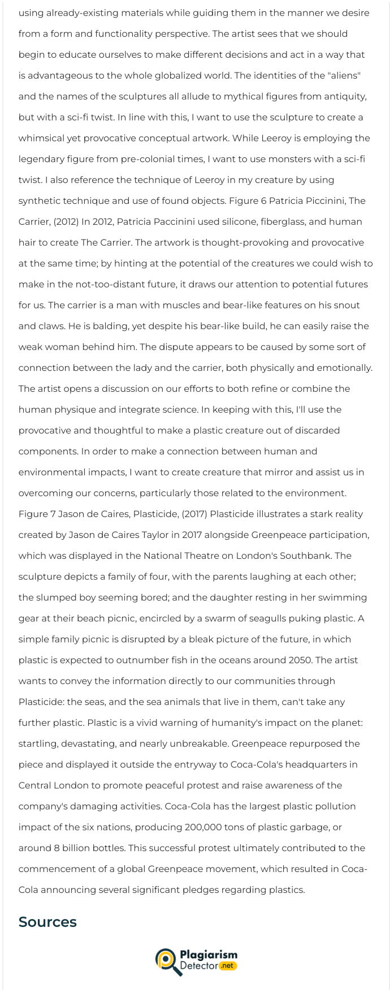 using already-existing materials while guiding them in the manner we desire
from a form and functionality perspective. The artist sees that we should
begin to educate ourselves to make different decisions and act in a way that
is advantageous to the whole globalized world. The identities of the "aliens"
and the names of the sculptures all allude to mythical figures from antiquity,
but with a sci-fi twist. In line with this, I want to use the sculpture to create a
whimsical yet provocative conceptual artwork. While Leeroy is employing the
legendary figure from pre-colonial times, I want to use monsters with a sci-fi
twist. I also reference the technique of Leeroy in my creature by using
synthetic technique and use of found objects. Figure 6 Patricia Piccinini, The
Carrier, (2012) In 2012, Patricia Paccinini used silicone, fiberglass, and human
hair to create The Carrier. The artwork is thought-provoking and provocative
at the same time; by hinting at the potential of the creatures we could wish to
make in the not-too-distant future, it draws our attention to potential futures
for us. The carrier is a man with muscles and bear-like features on his snout
and claws. He is balding, yet despite his bear-like build, he can easily raise the
weak woman behind him. The dispute appears to be caused by some sort of
connection between the lady and the carrier, both physically and emotionally.
The artist opens a discussion on our efforts to both refine or combine the
human physique and integrate science. In keeping with this, I'll use the
provocative and thoughtful to make a plastic creature out of discarded
components. In order to make a connection between human and
environmental impacts, I want to create creature that mirror and assist us in
overcoming our concerns, particularly those related to the environment.
Figure 7 Jason de Caires, Plasticide, (2017) Plasticide illustrates a stark reality
created by Jason de Caires Taylor in 2017 alongside Greenpeace participation,
which was displayed in the National Theatre on London's Southbank. The
sculpture depicts a family of four, with the parents laughing at each other;
the slumped boy seeming bored; and the daughter resting in her swimming
gear at their beach picnic, encircled by a swarm of seagulls puking plastic. A
simple family picnic is disrupted by a bleak picture of the future, in which
plastic is expected to outnumber fish in the oceans around 2050. The artist
wants to convey the information directly to our communities through
Plasticide: the seas, and the sea animals that live in them, can't take any
further plastic. Plastic is a vivid warning of humanity's impact on the planet:
startling, devastating, and nearly unbreakable. Greenpeace repurposed the
piece and displayed it outside the entryway to Coca-Cola's headquarters in
Central London to promote peaceful protest and raise awareness of the
company's damaging activities. Coca-Cola has the largest plastic pollution
impact of the six nations, producing 200,000 tons of plastic garbage, or
around 8 billion bottles. This successful protest ultimately contributed to the
commencement of a global Greenpeace movement, which resulted in Coca-
Cola announcing several significant pledges regarding plastics.
Sources
Plagiarism
Detector .net